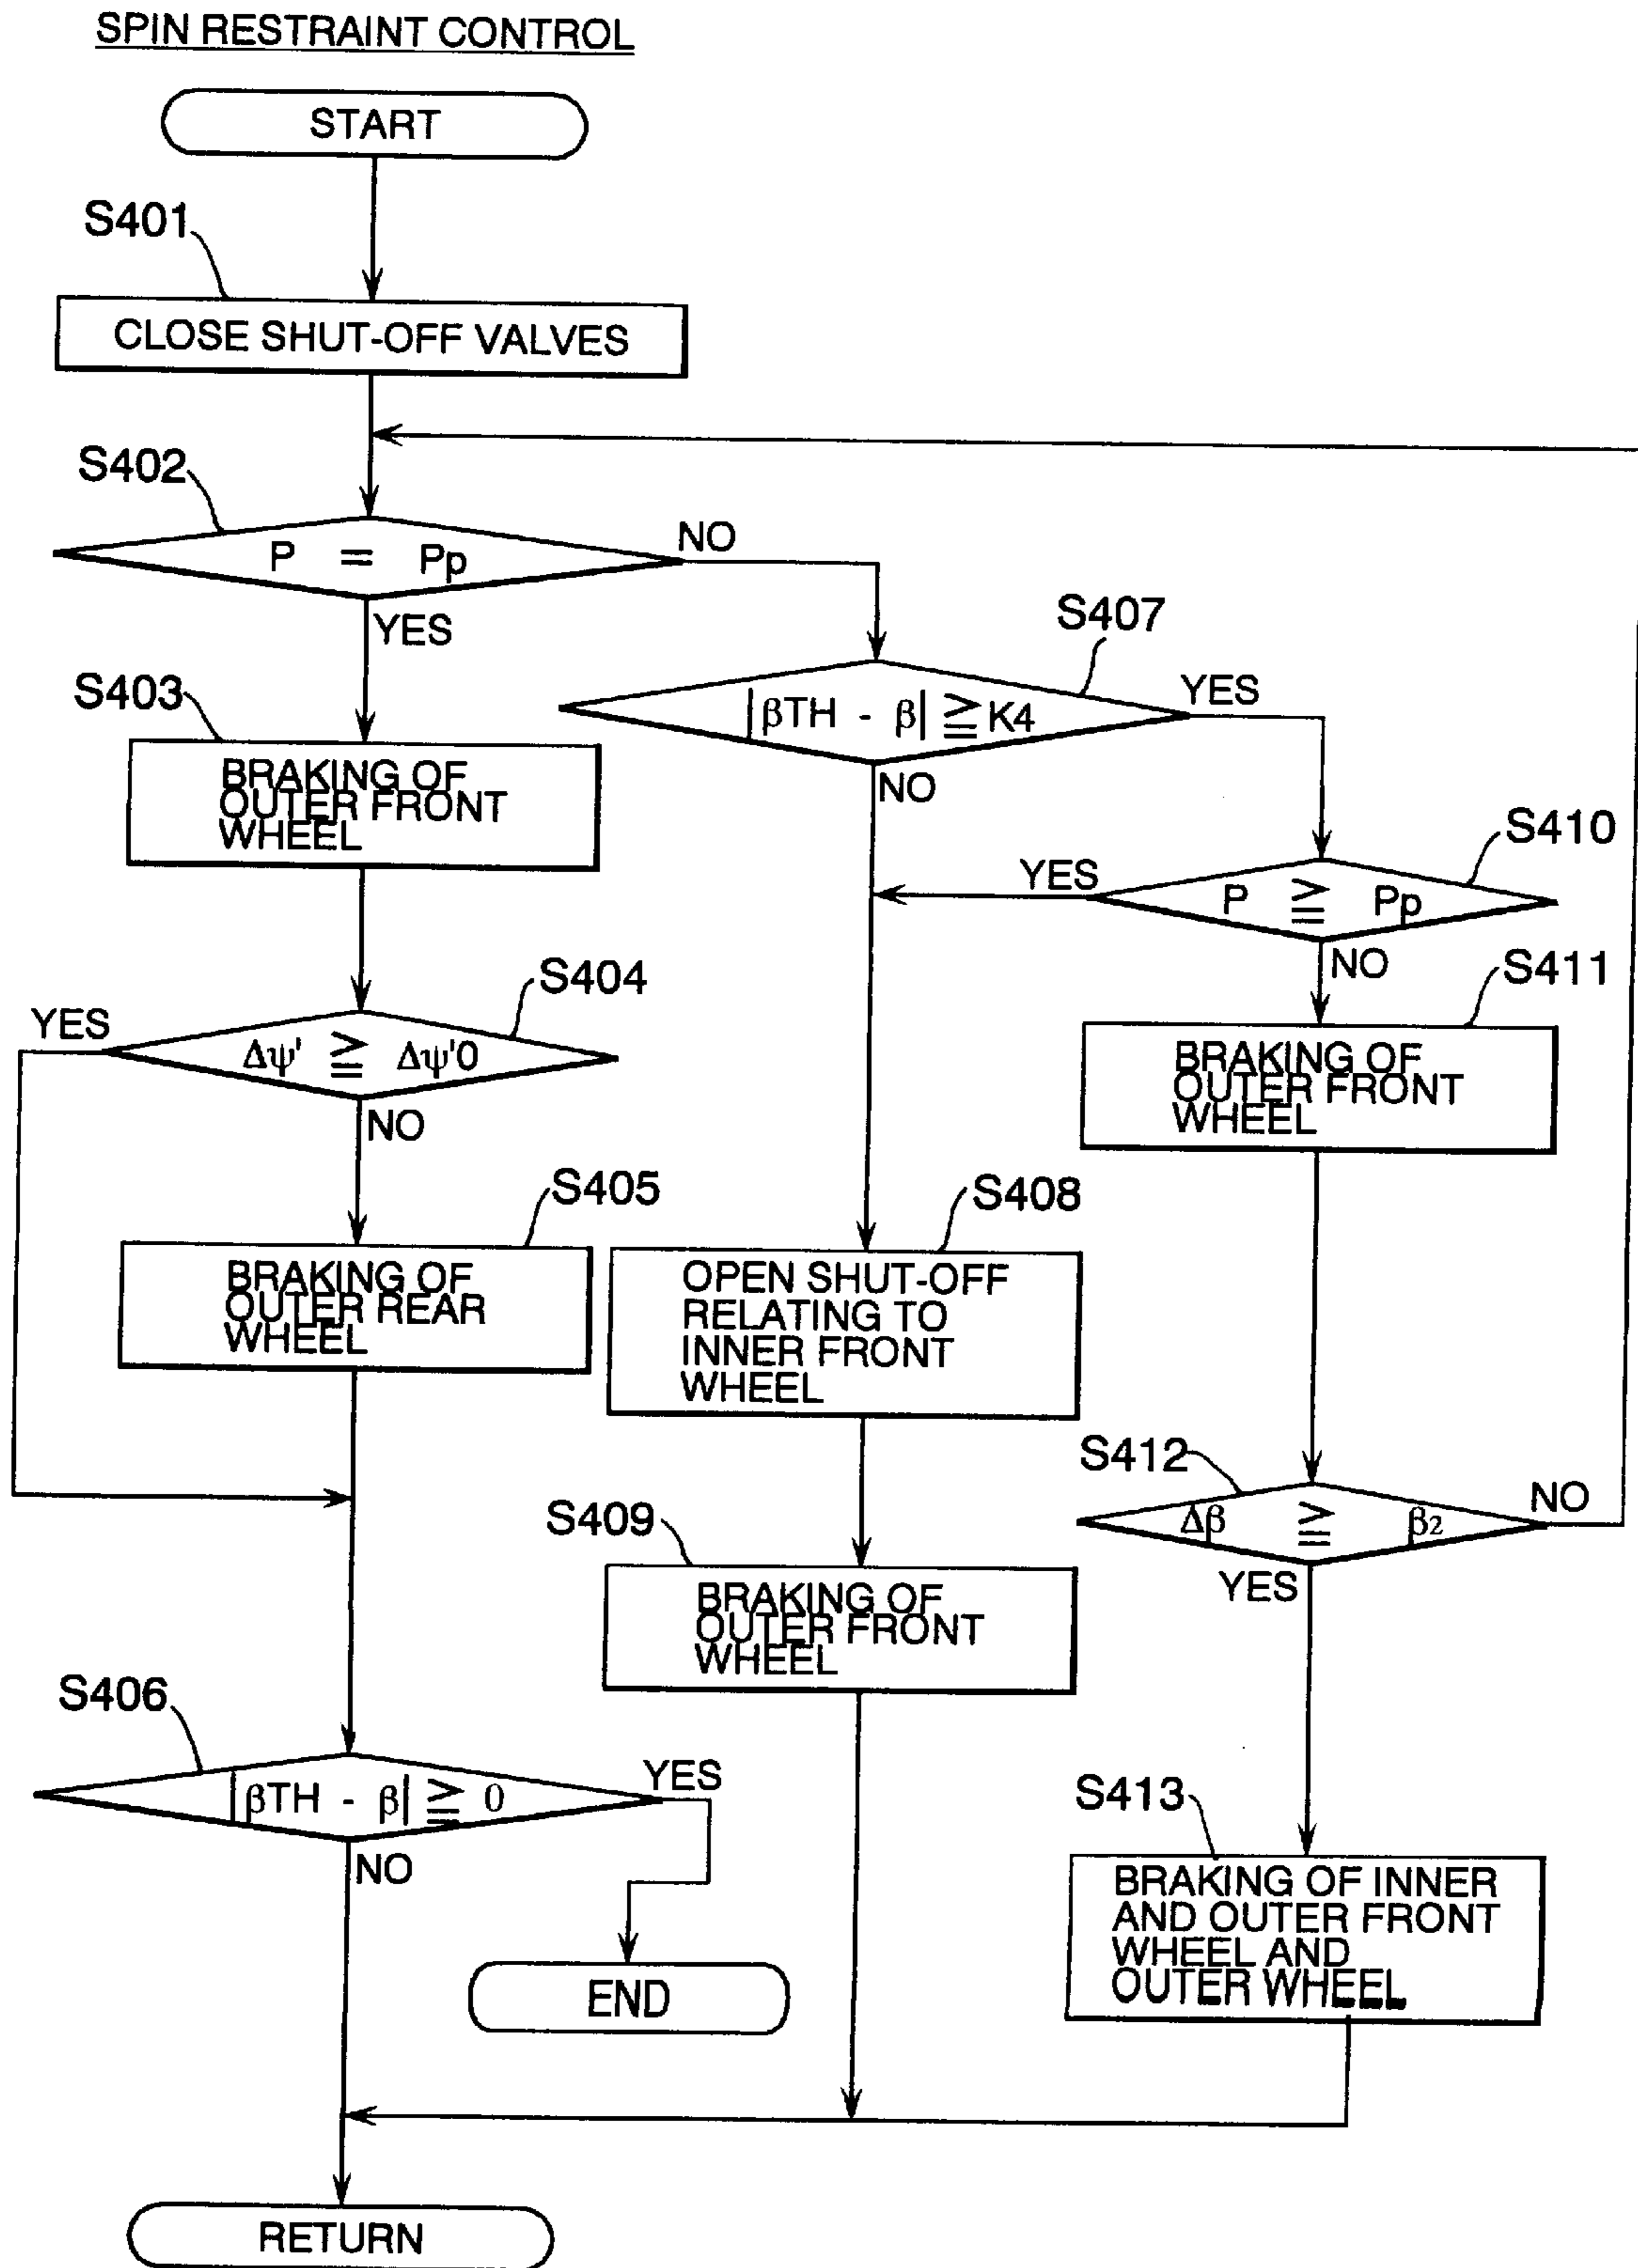 SPIN RESTRAINT CONTROL
START
S401
CLOSE SHUT-OFF VALVES
S402
P = Pp
NO
YES
S407
|βTH - β| ≧ K4
YES
NO
S403
BRAKING OF
OUTER FRONT
WHEEL
S410
YES
P ≧ Pp
NO
S411
BRAKING OF
OUTER FRONT
WHEEL
S404
YES
Δψ' ≧ Δψ'0
NO
S405
BRAKING OF
OUTER REAR
WHEEL
S408
OPEN SHUT-OFF
RELATING TO
INNER FRONT
WHEEL
S412
Δβ ≧ β2
NO
YES
S409
BRAKING OF
OUTER FRONT
WHEEL
S406
|βTH - β| ≧ 0
YES
NO
S413
BRAKING OF INNER
AND OUTER FRONT
WHEEL AND
OUTER WHEEL
END
RETURN